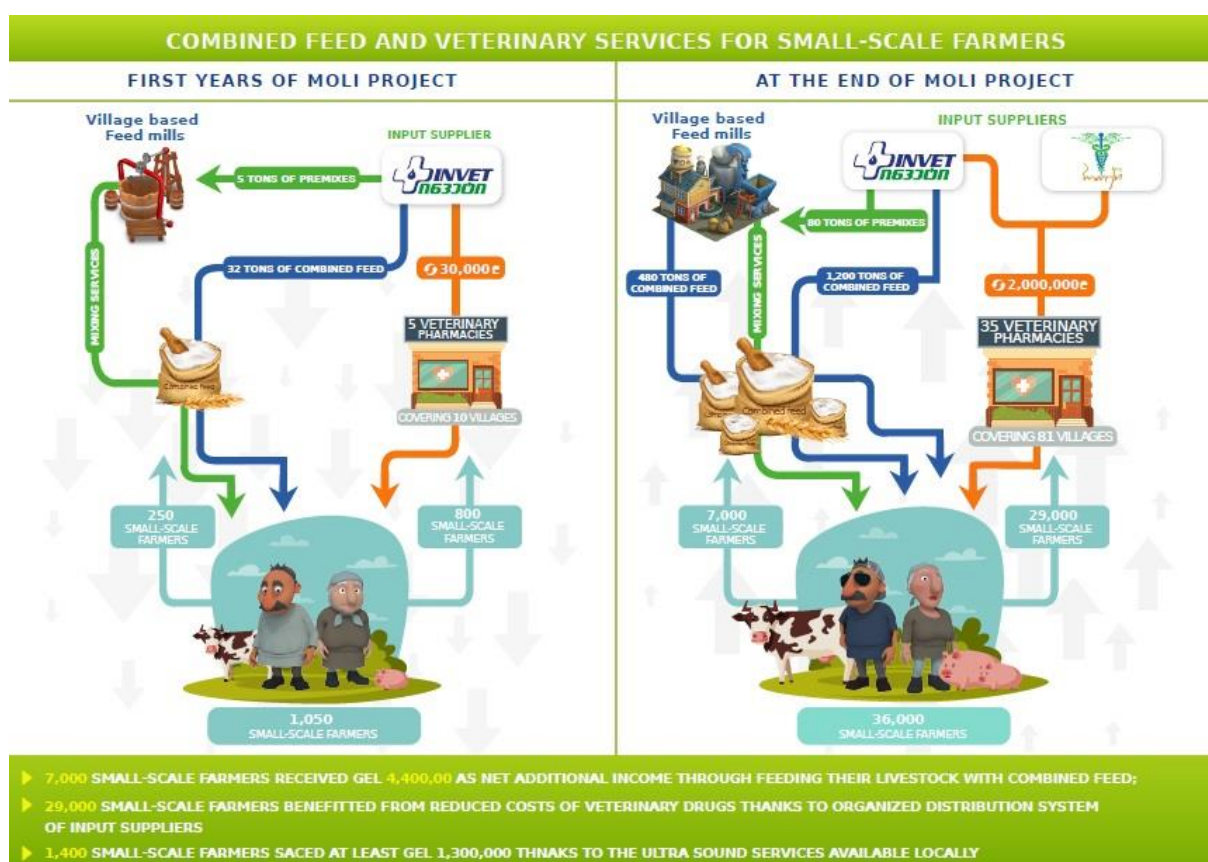 COMBINED FEED AND VETERINARY SERVICES FOR SMALL-SCALE FARMERS
FIRST YEARS OF MOLI PROJECT
Village based
Feed mills
INPUT SUPPLIER
INVET
ინვეთი
5 TONS OF PREMIXES
MIXING SERVICES
32 TONS OF COMBINED FEED
30,000₾
5 VETERINARY
PHARMACIES
Combine feed
COVERING 10 VILLAGES
250
SMALL-SCALE
FARMERS
800
SMALL-SCALE
FARMERS
1,050
SMALL-SCALE FARMERS
AT THE END OF MOLI PROJECT
Village based
Feed mills
INPUT SUPPLIERS
INVET
ინვეთი
80 TONS OF PREMIXES
MIXING SERVICES
480 TONS OF
COMBINED FEED
1,200 TONS OF
COMBINED FEED
2,000,000₾
35 VETERINARY
PHARMACIES
Combined feed
COVERING 81 VILLAGES
7,000
SMALL-SCALE
FARMERS
29,000
SMALL-SCALE
FARMERS
36,000
SMALL-SCALE FARMERS
7,000 SMALL-SCALE FARMERS RECEIVED GEL 4,400,00 AS NET ADDITIONAL INCOME THROUGH FEEDING THEIR LIVESTOCK WITH COMBINED FEED;
29,000 SMALL-SCALE FARMERS BENEFITTED FROM REDUCED COSTS OF VETERINARY DRUGS THANKS TO ORGANIZED DISTRIBUTION SYSTEM
OF INPUT SUPPLIERS
1,400 SMALL-SCALE FARMERS SACED AT LEAST GEL 1,300,000 THNAKS TO THE ULTRA SOUND SERVICES AVAILABLE LOCALLY